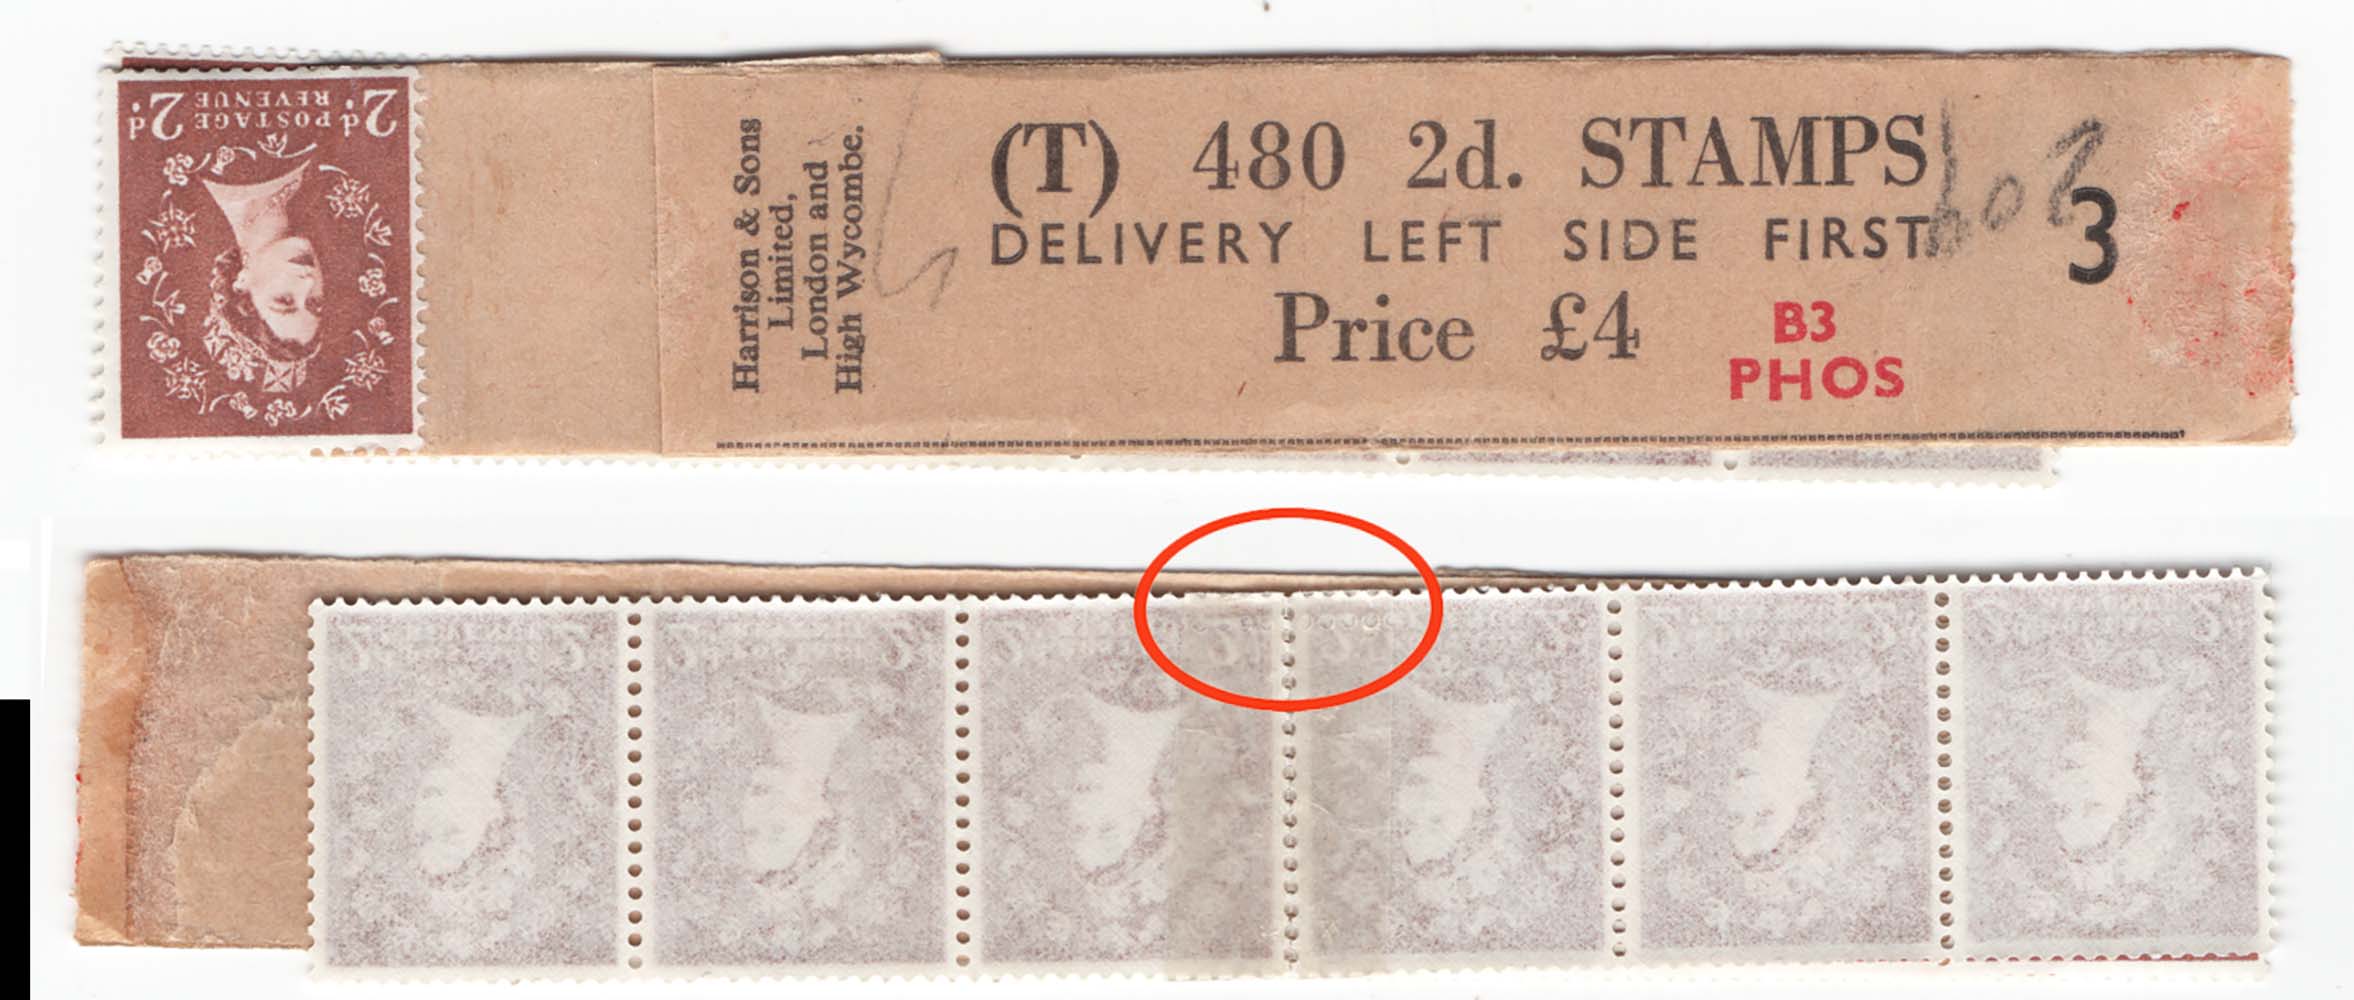 2d. 2d.
POSTAGE
REVENUE
Harrison & Sons
Limited,
London and
High Wycombe.
(T) 480 2d. STAMPS
DELIVERY LEFT SIDE FIRST
3
Price £4
B3
PHOS